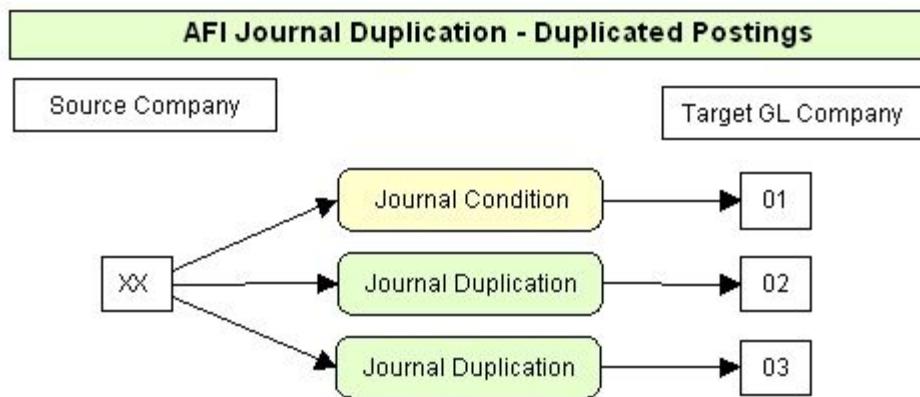 AFI Journal Duplication - Duplicated Postings
Source Company
Target GL Company
Journal Condition
01
XX
Journal Duplication
02
Journal Duplication
03